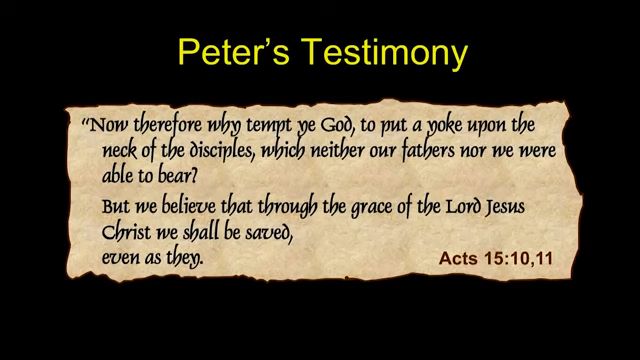 Peter's Testimony
“Now therefore why tempt ye God, to put a yoke upon the
neck of the disciples, which neither our fathers nor we were
able to bear?
But we believe that through the grace of the Lord Jesus
Christ we shall be saved,
even as they.
Acts 15:10,11